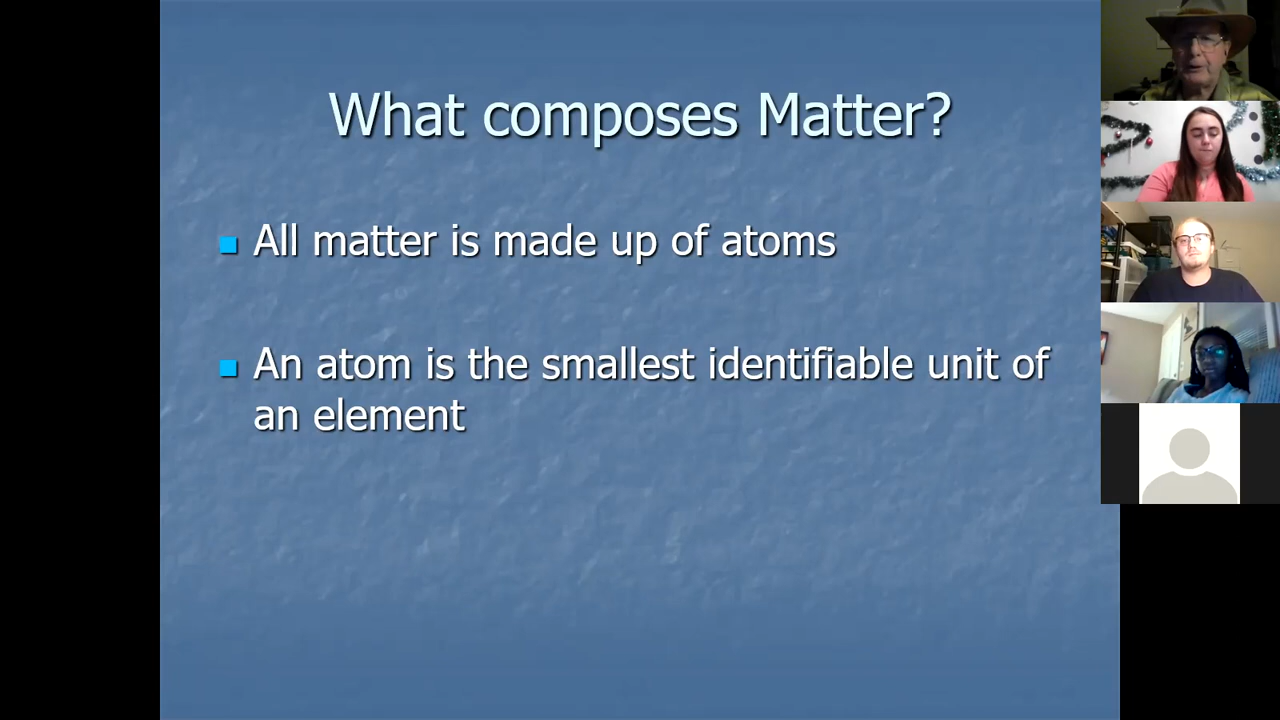 What composes Matter?
All matter is made up of atoms
An atom is the smallest identifiable unit of
an element